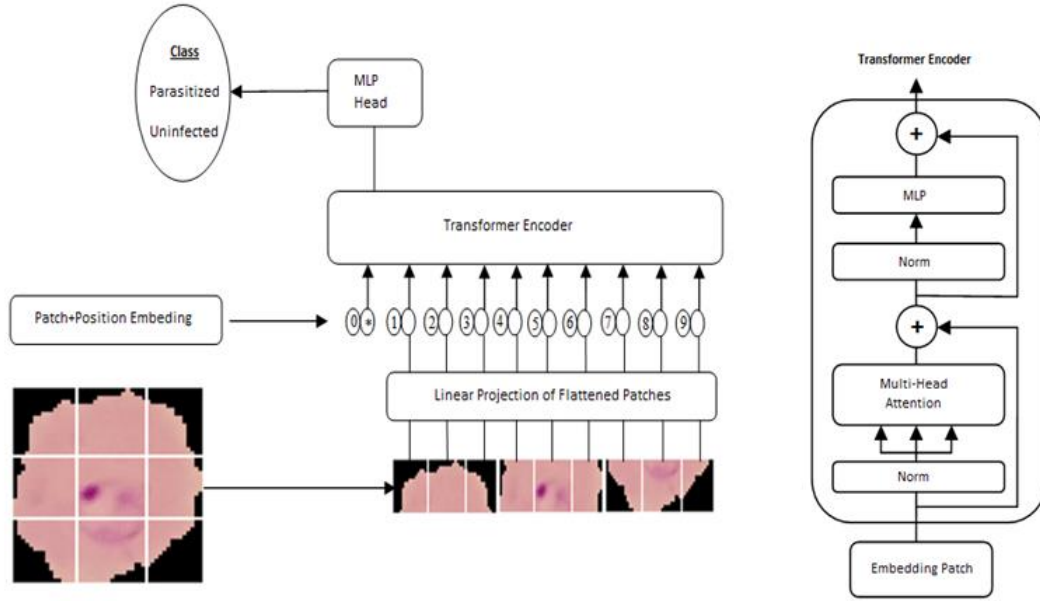 Class
Parasitized
Uninfected
MLP
Head
Transformer Encoder
Patch+Position Embeding
0 * 1 2 3 4 5 6 7 8 9
Linear Projection of Flattened Patches
Transformer Encoder
+
MLP
Norm
+
Multi-Head
Attention
Norm
Embedding Patch